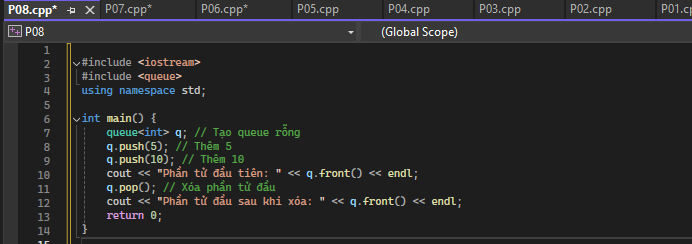 P08.cpp* P07.cpp* P06.cpp* P05.cpp P04.cpp P03.cpp P02.cpp P01.c
P08 (Global Scope)
1
2 #include <iostream>
3 #include <queue>
4 using namespace std;
5
6 int main() {
7 queue<int> q; // Tạo queue rỗng
8 q.push(5); // Thêm 5
9 q.push(10); // Thêm 10
10 cout << "Phần tử đầu tiên: " << q.front() << endl;
11 q.pop(); // Xóa phần tử đầu
12 cout << "Phần tử đầu sau khi xóa: " << q.front() << endl;
13 return 0;
14 }
15